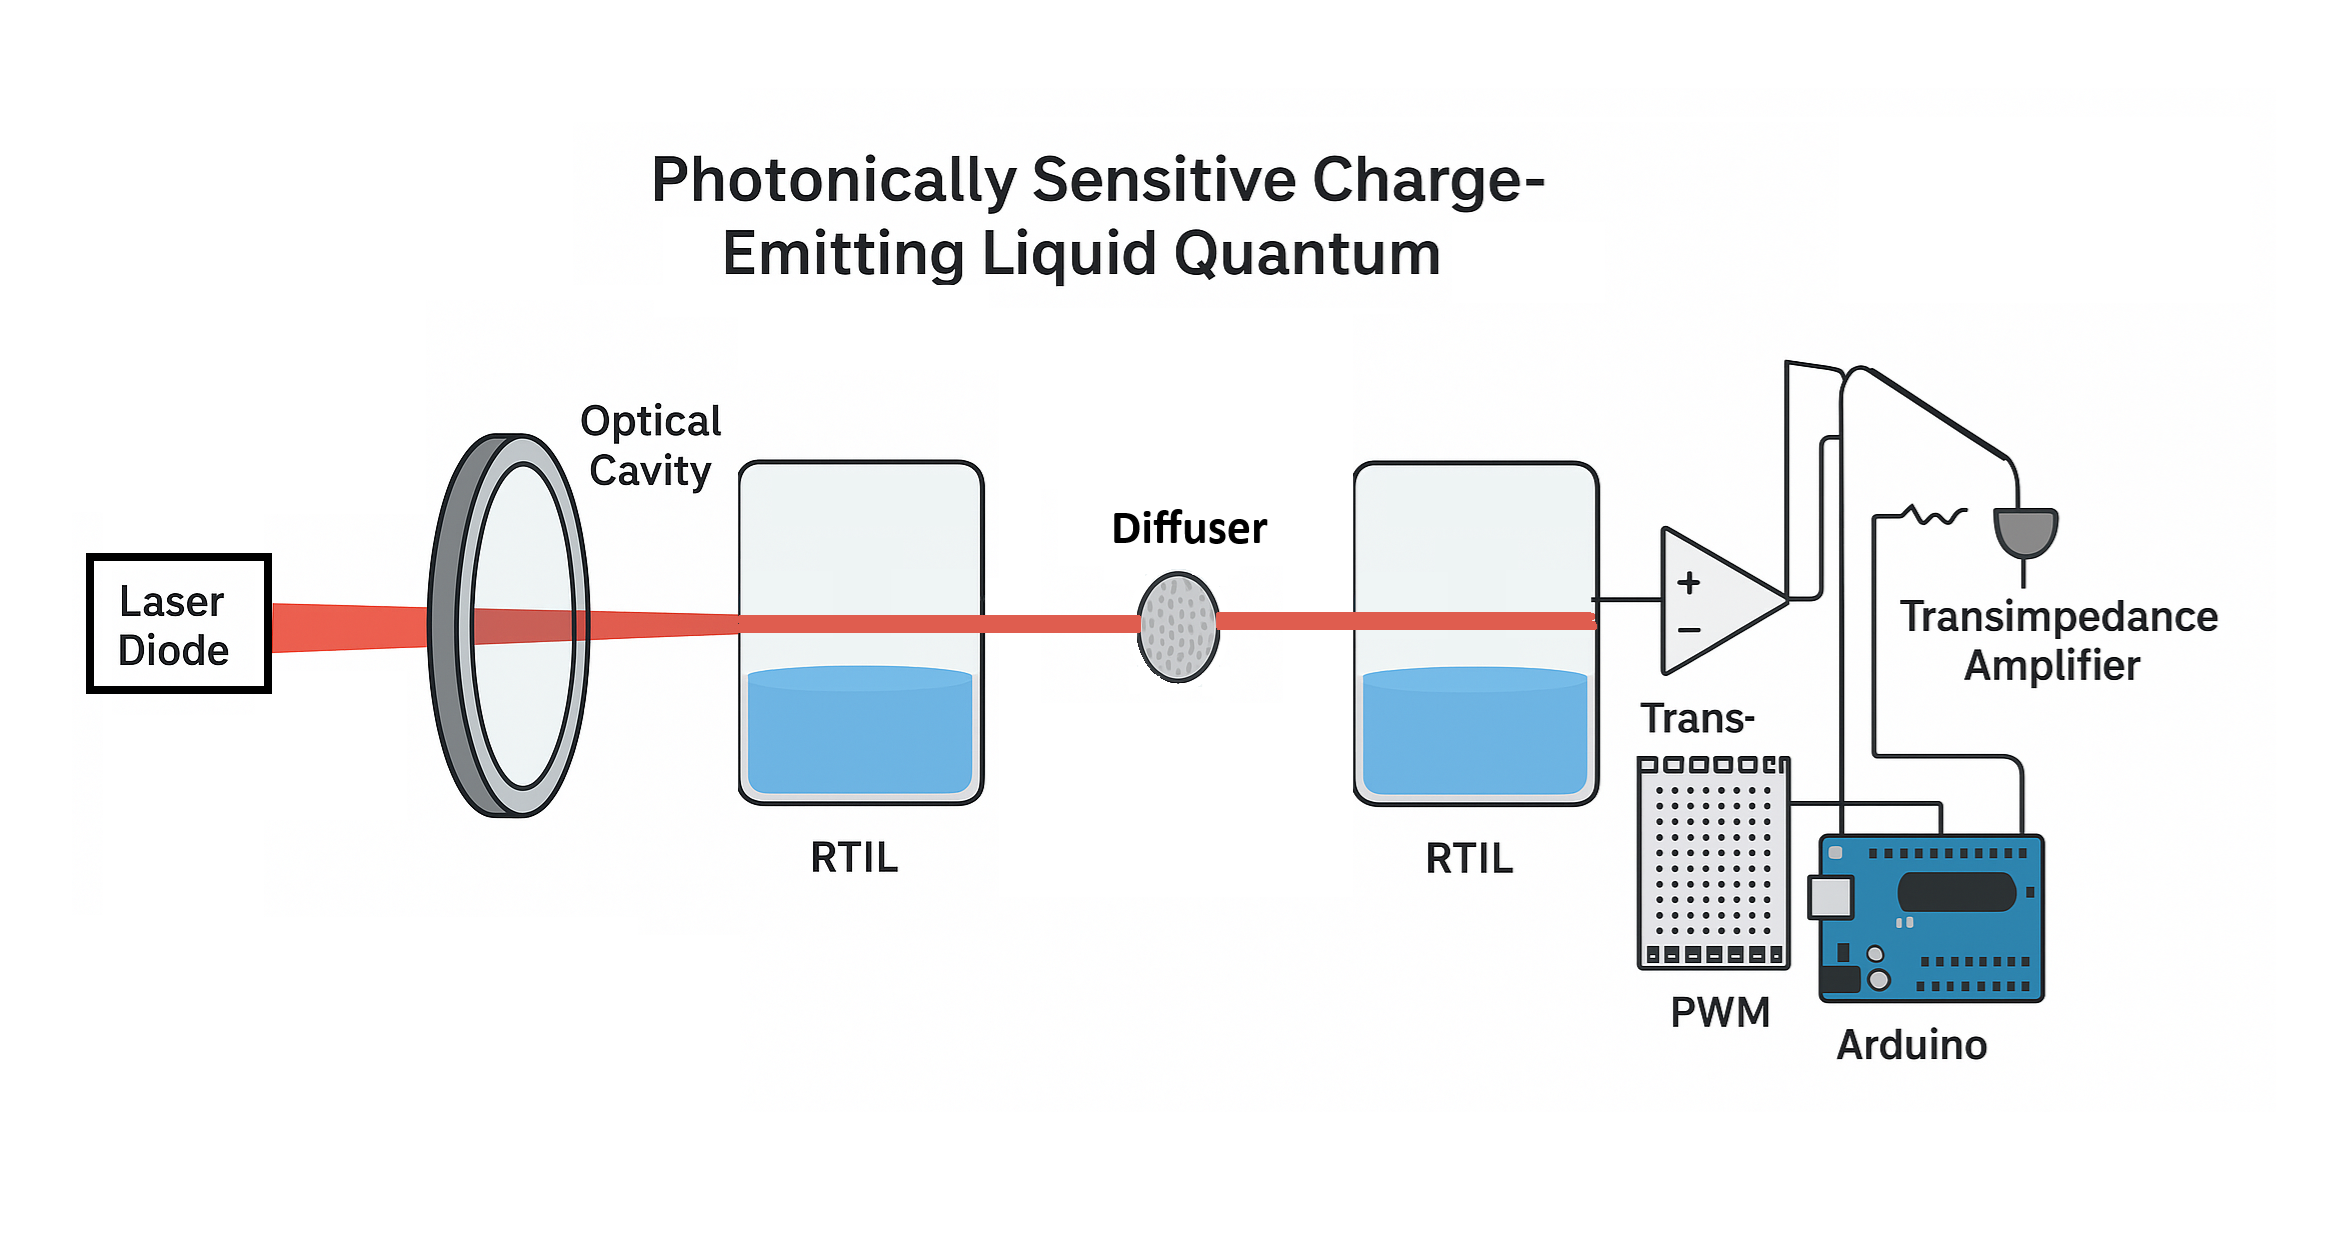 Photonically Sensitive Charge-
Emitting Liquid Quantum
Optical
Cavity
Laser
Diode
Diffuser
RTIL
RTIL
+
−
Trans-
Transimpedance
Amplifier
PWM
Arduino